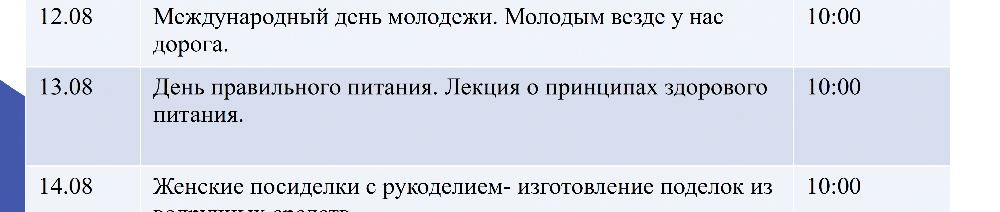 12.08 Международный день молодежи. Молодым везде у нас 10:00
дорога.
13.08 День правильного питания. Лекция о принципах здорового 10:00
питания.
14.08 Женские посиделки с рукоделием- изготовление поделок из 10:00